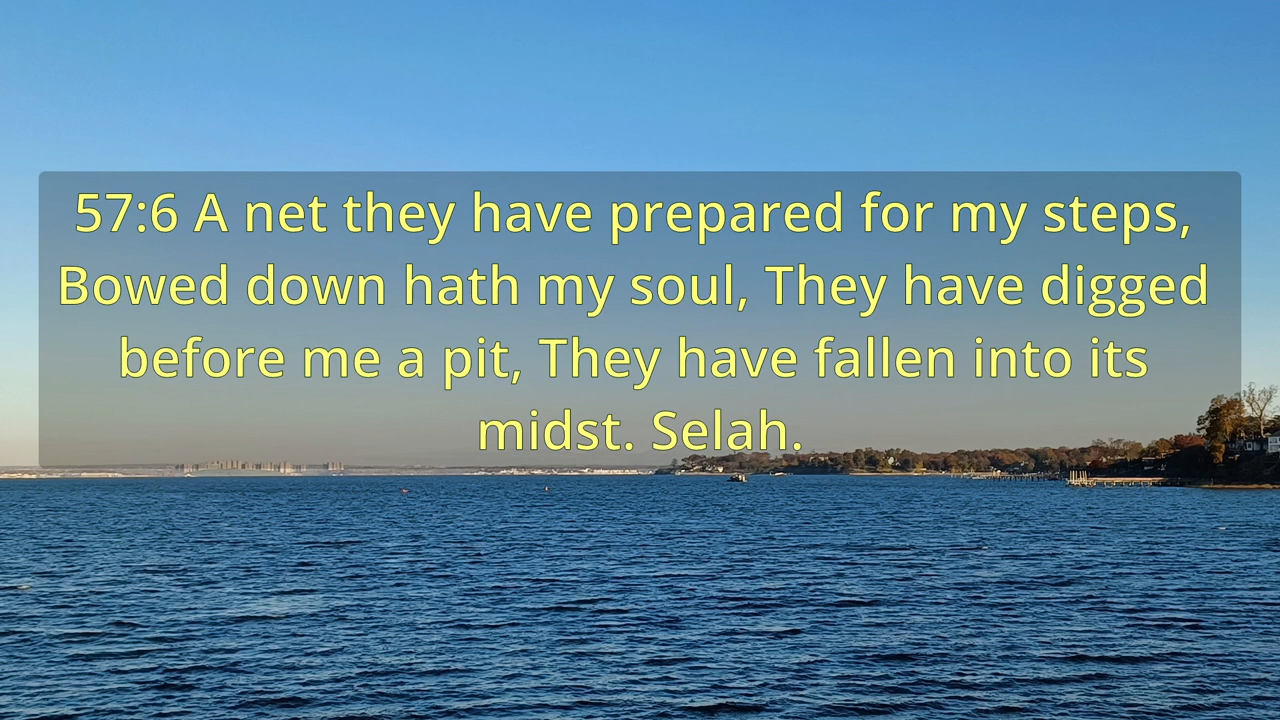 57:6 A net they have prepared for my steps,
Bowed down hath my soul, They have digged
before me a pit, They have fallen into its
midst. Selah.